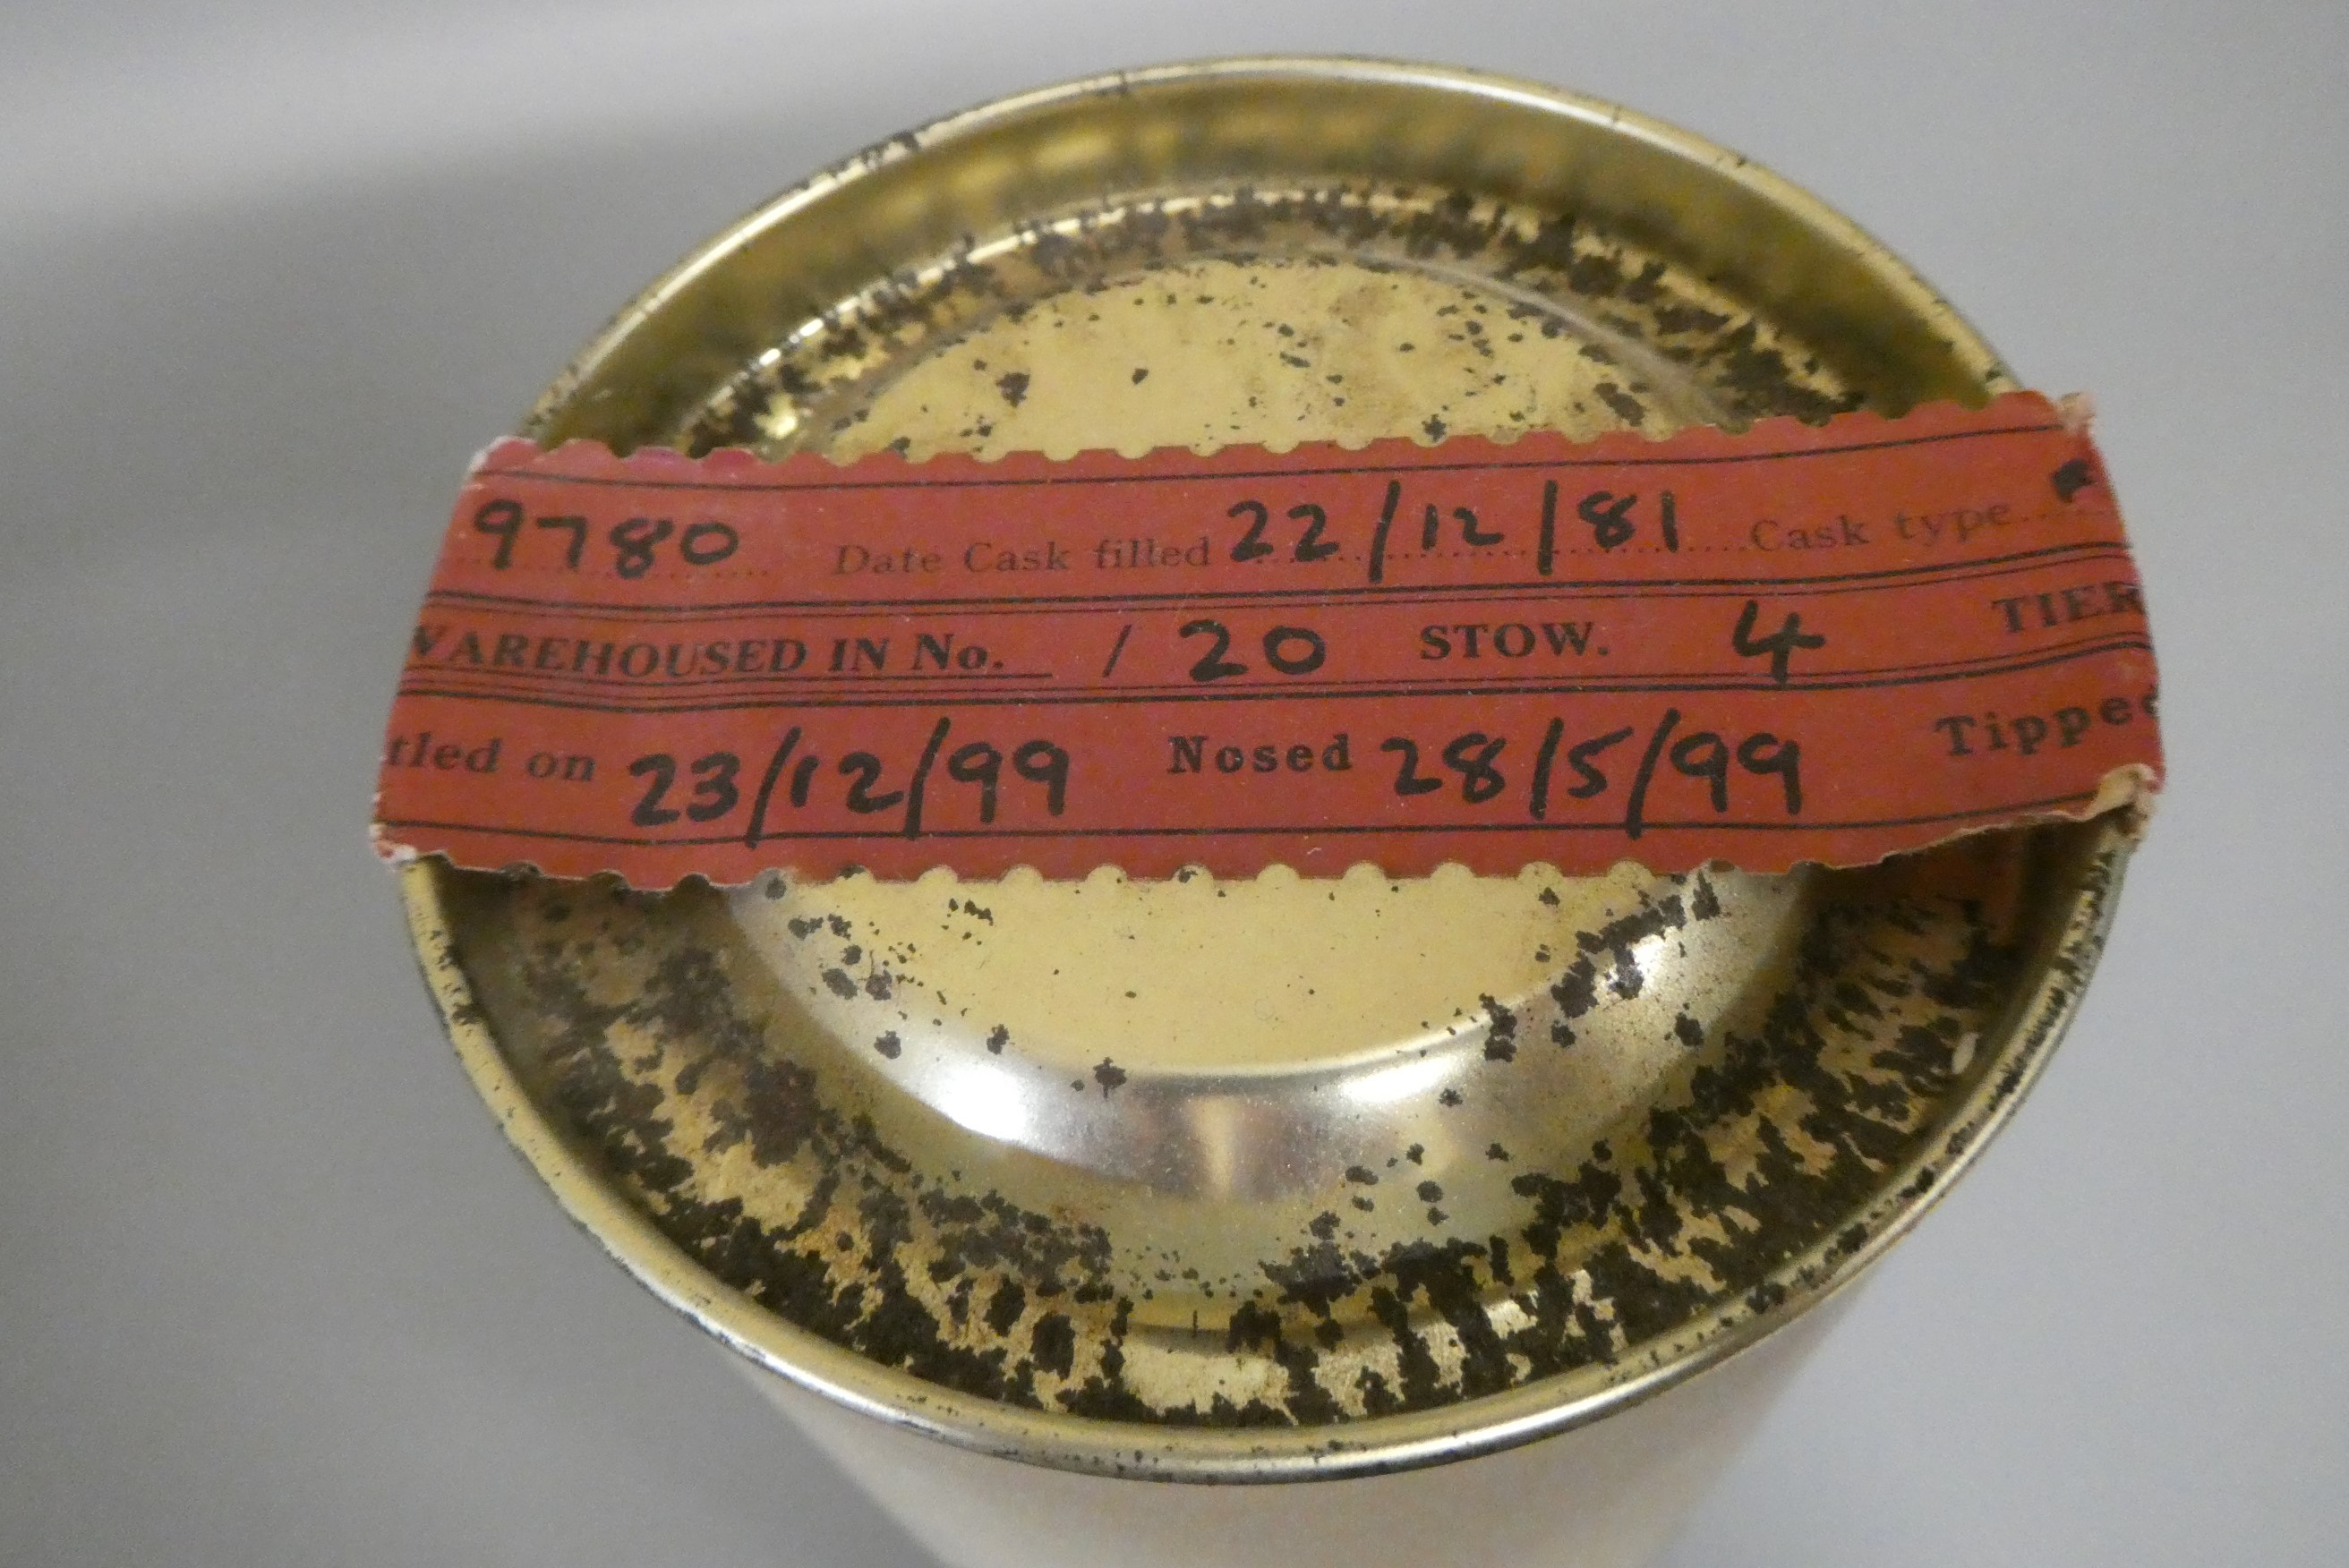 9780 Date Cask filled 22/12/81 Cask type
WAREHOUSED IN No. / 20 STOW. 4 TIER
tled on 23/12/99 Nosed 28/5/99 Tipped